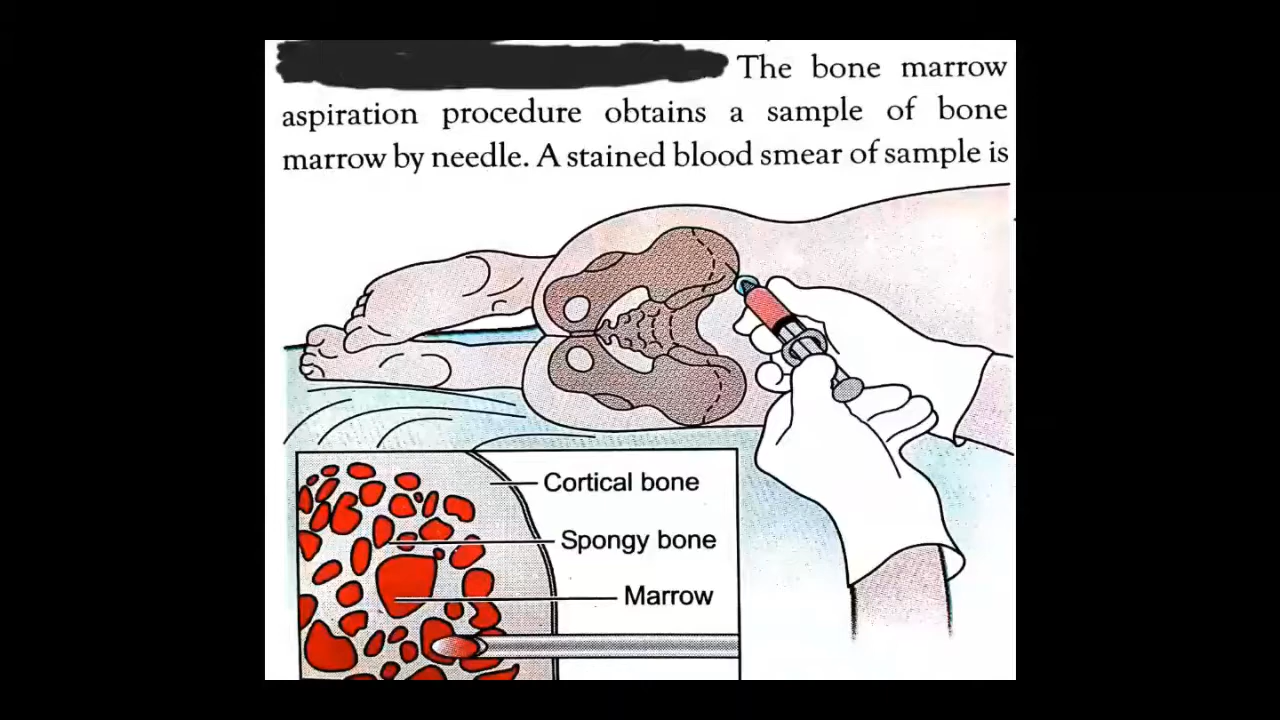 The bone marrow
aspiration procedure obtains a sample of bone
marrow by needle. A stained blood smear of sample is
Cortical bone
Spongy bone
Marrow